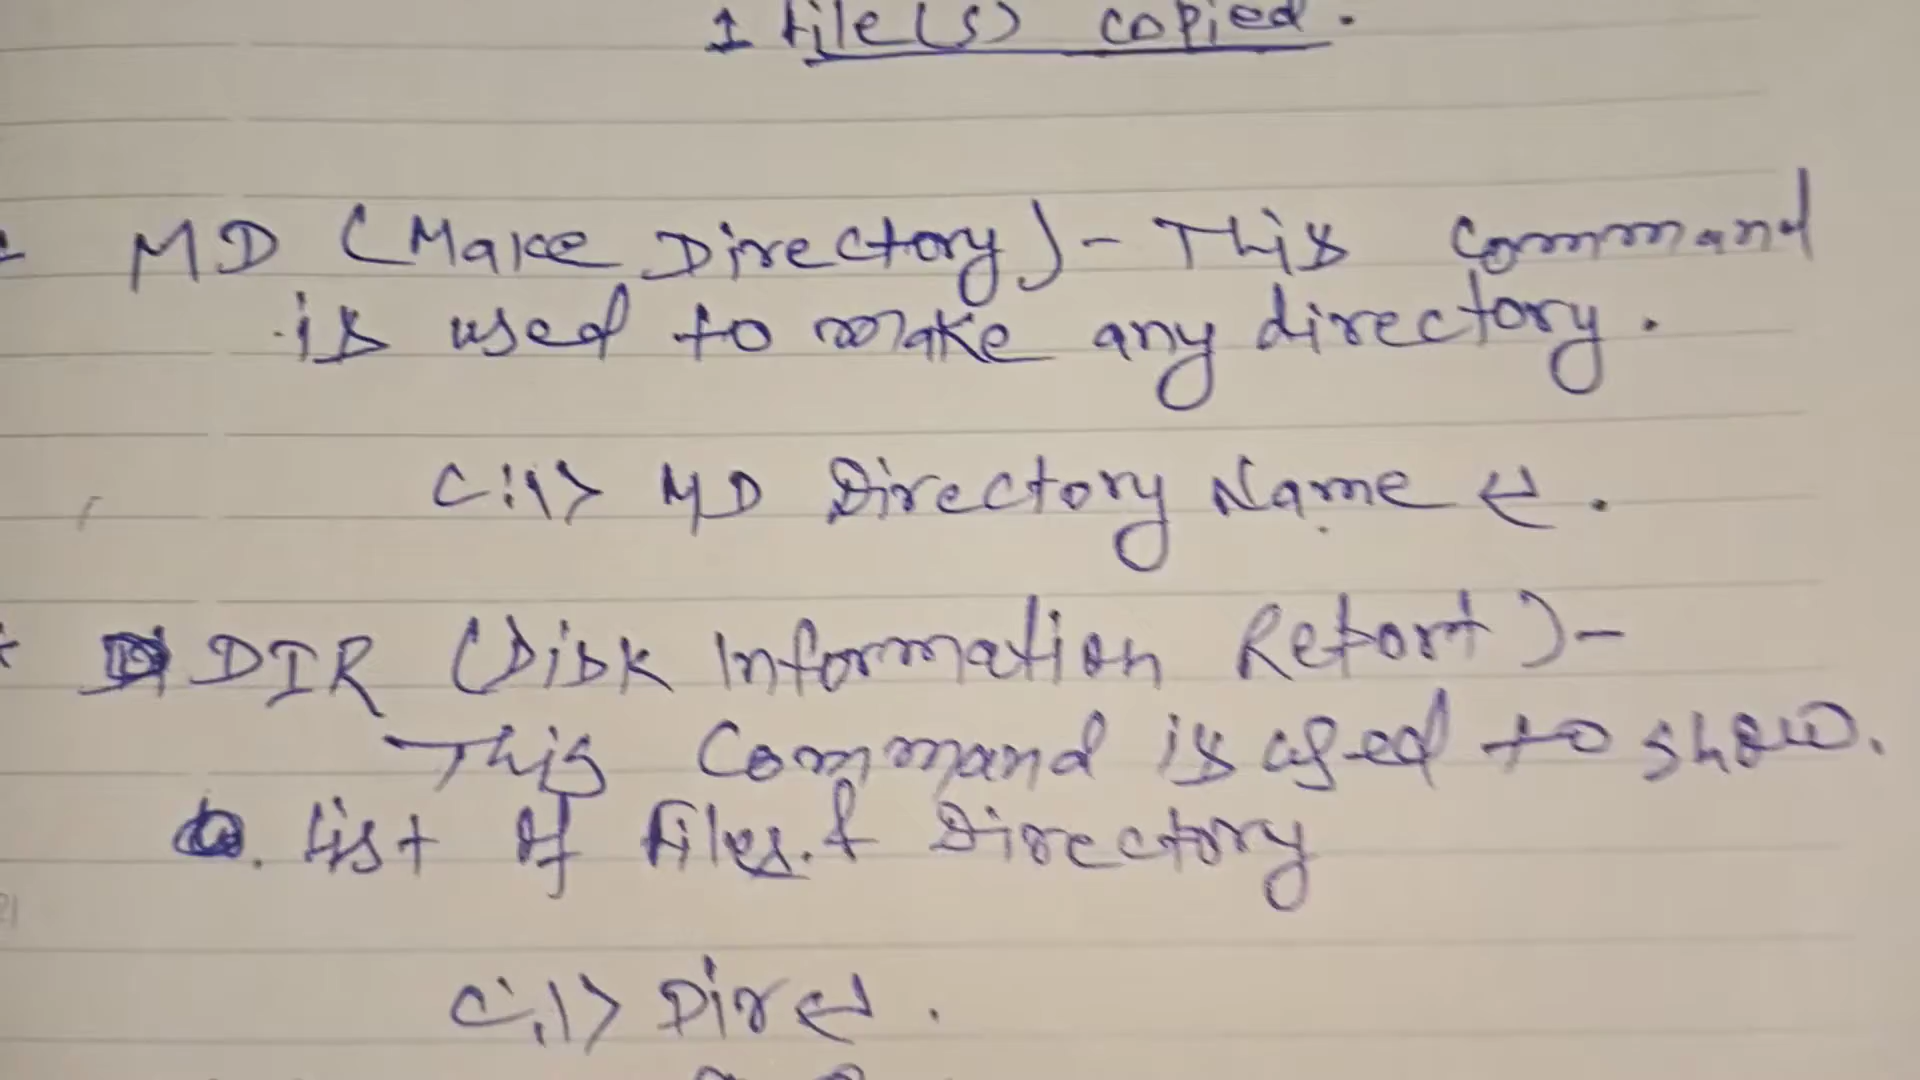 1 file(s) copied.
MD (Make Directory) - This command
is used to make any directory.
C:\> MD Directory Name ↵.
DIR (Disk Information Report) -
This Command is used to show.
list of files & Directory
C:\> Dir ↵.